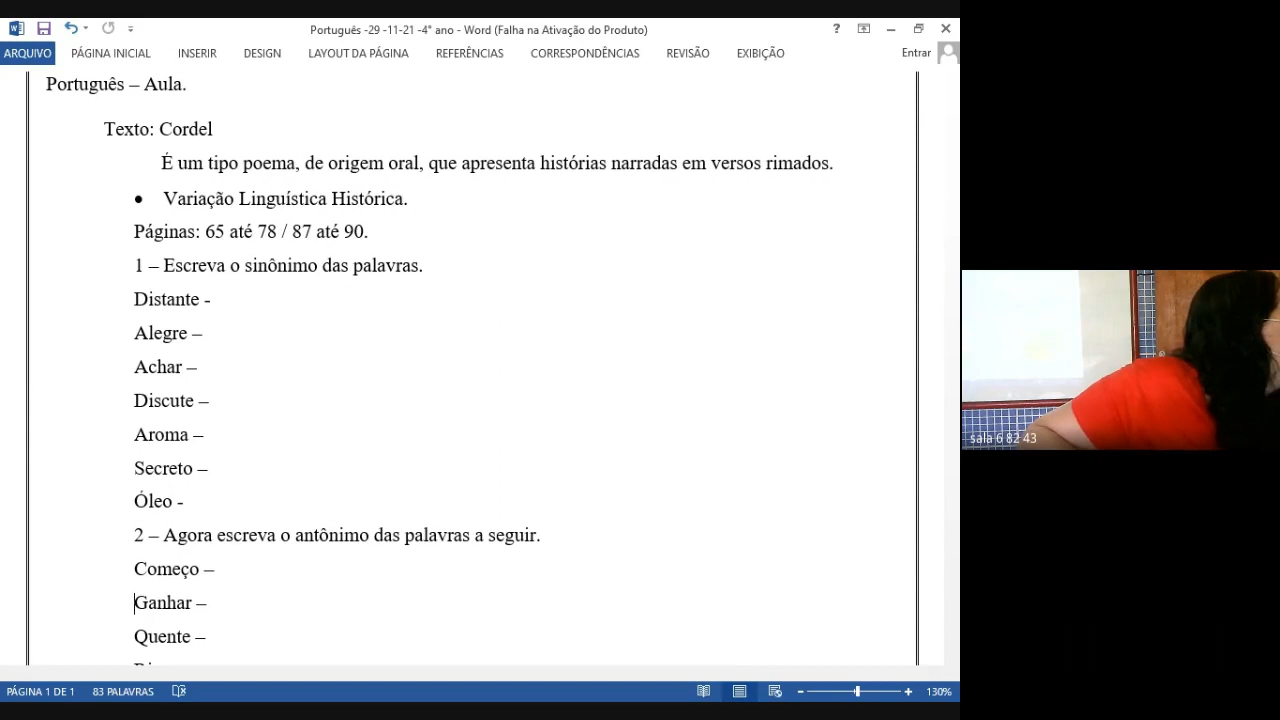 Português -29 -11-21 -4° ano - Word (Falha na Ativação do Produto)
?
ARQUIVO PÁGINA INICIAL INSERIR DESIGN LAYOUT DA PÁGINA REFERÊNCIAS CORRESPONDÊNCIAS REVISÃO EXIBIÇÃO Entrar
Português – Aula.
Texto: Cordel
É um tipo poema, de origem oral, que apresenta histórias narradas em versos rimados.
• Variação Linguística Histórica.
Páginas: 65 até 78 / 87 até 90.
1 – Escreva o sinônimo das palavras.
Distante -
Alegre –
Achar –
Discute –
Aroma –
Secreto –
Óleo -
2 – Agora escreva o antônimo das palavras a seguir.
Começo –
Ganhar –
Quente –
sala 6 82 43
PÁGINA 1 DE 1 83 PALAVRAS 130%